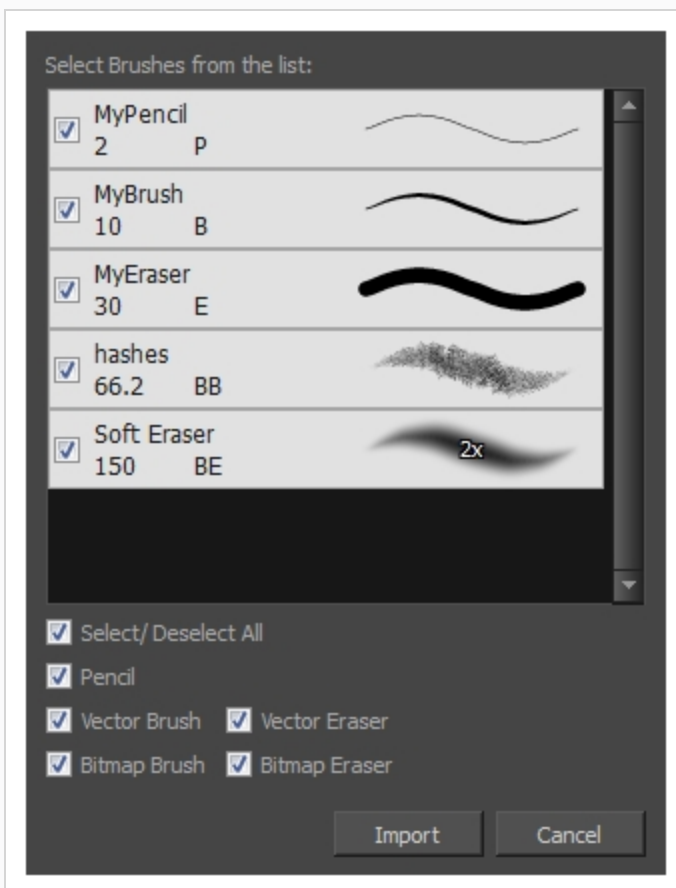 Select Brushes from the list:
MyPencil
2 P
MyBrush
10 B
MyEraser
30 E
hashes
66.2 BB
Soft Eraser
150 BE
2x
Select/ Deselect All
Pencil
Vector Brush Vector Eraser
Bitmap Brush Bitmap Eraser
Import Cancel